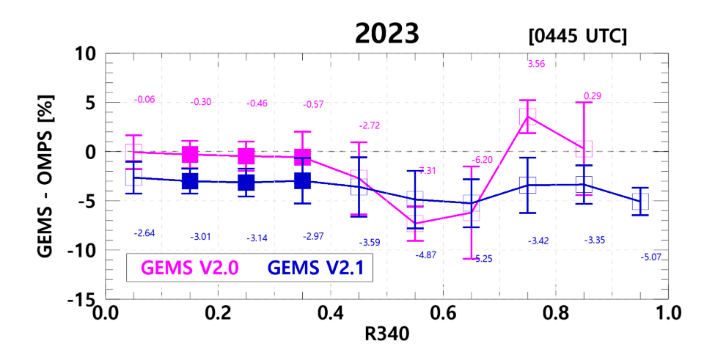 2023
[0445 UTC]
GEMS - OMPS [%]
10
5
0
-5
-10
-15
-0.06 -0.30 -0.46 -0.57 -2.72 -7.31 -6.20 3.56 0.29
-2.64 -3.01 -3.14 -2.97 -3.59 -4.87 -5.25 -3.42 -3.35 -5.07
GEMS V2.0 GEMS V2.1
0.0 0.2 0.4 0.6 0.8 1.0
R340